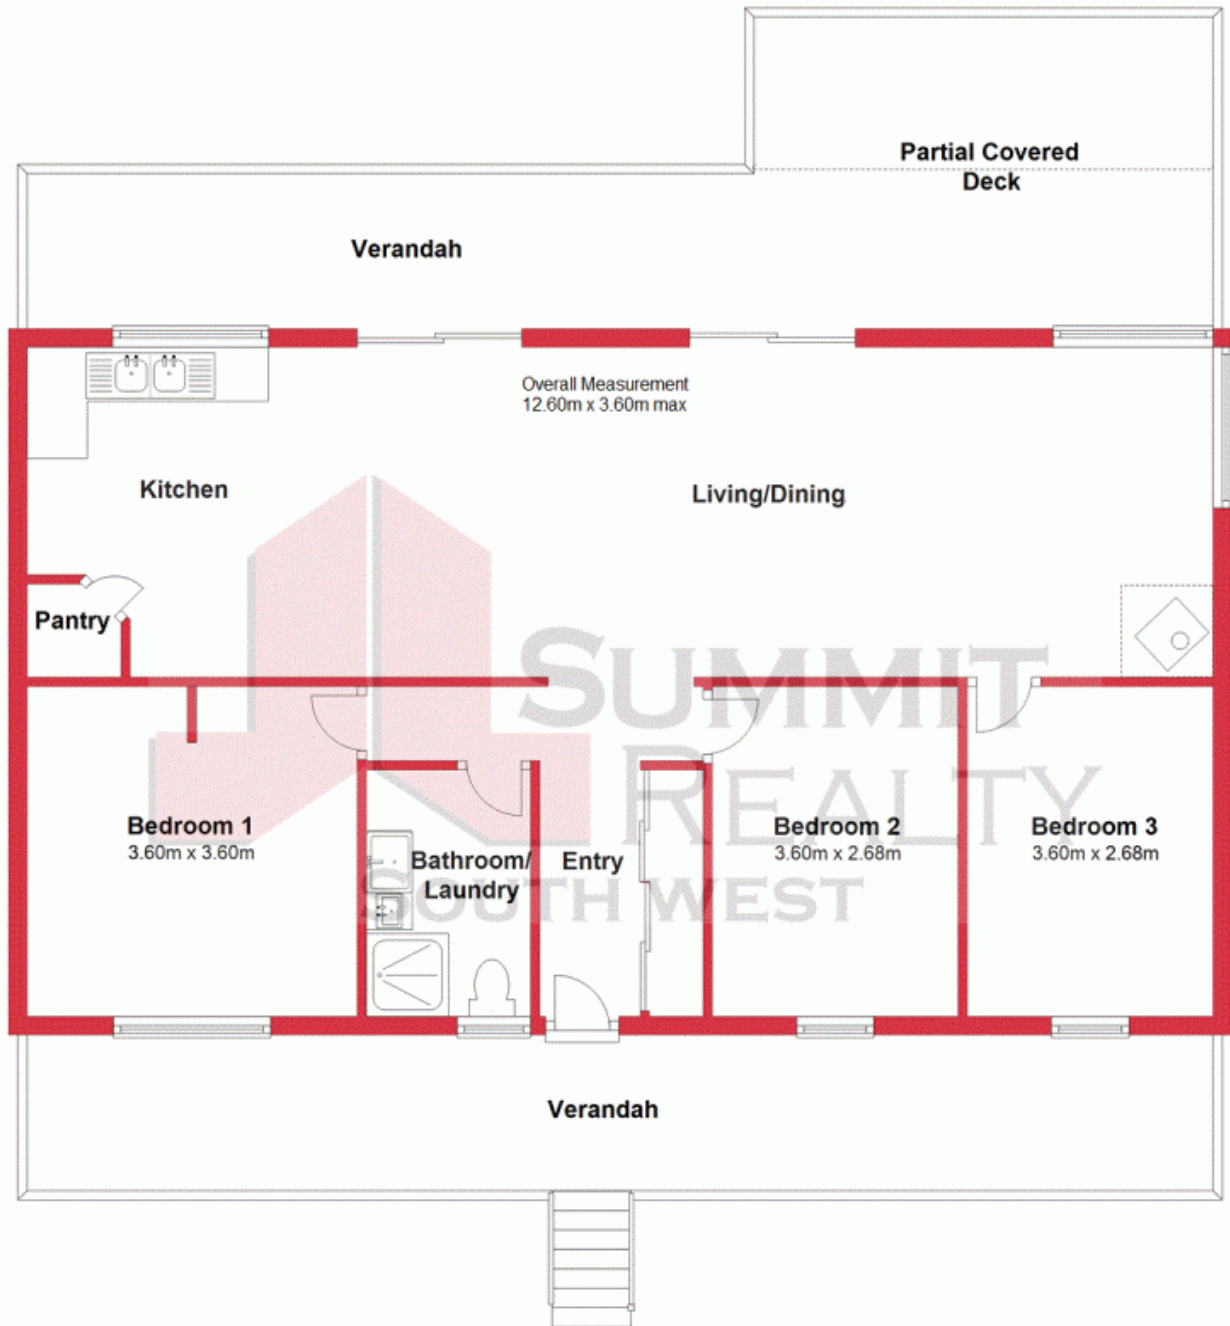 Partial Covered
Deck
Verandah
Overall Measurement
12.60m x 3.60m max
Kitchen
Living/Dining
Pantry
SUMMIT
REALTY
SOUTH WEST
Bedroom 1
3.60m x 3.60m
Bathroom/
Laundry
Entry
Bedroom 2
3.60m x 2.68m
Bedroom 3
3.60m x 2.68m
Verandah